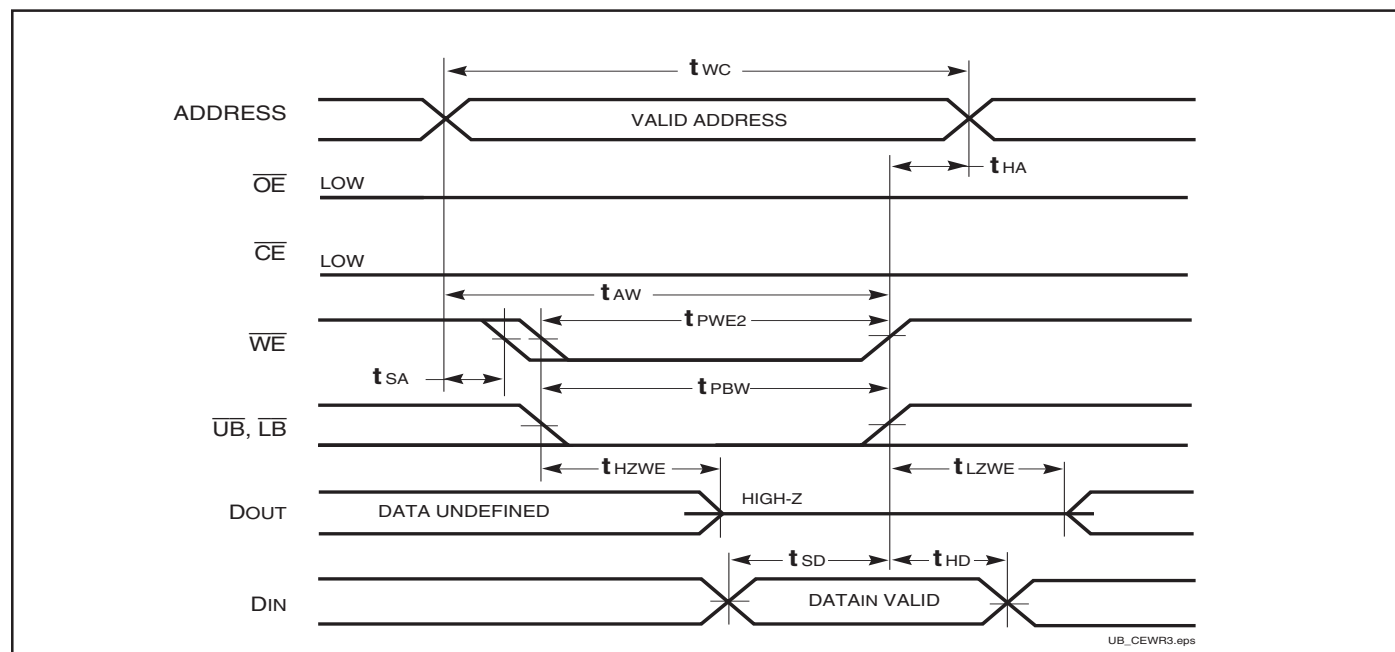 t WC
ADDRESS
VALID ADDRESS
t HA
OE
LOW
CE
LOW
t AW
t PWE2
WE
t SA
t PBW
UB, LB
t HZWE
t LZWE
DOUT
DATA UNDEFINED
HIGH-Z
t SD
t HD
DIN
DATAIN VALID
UB_CEWR3.eps